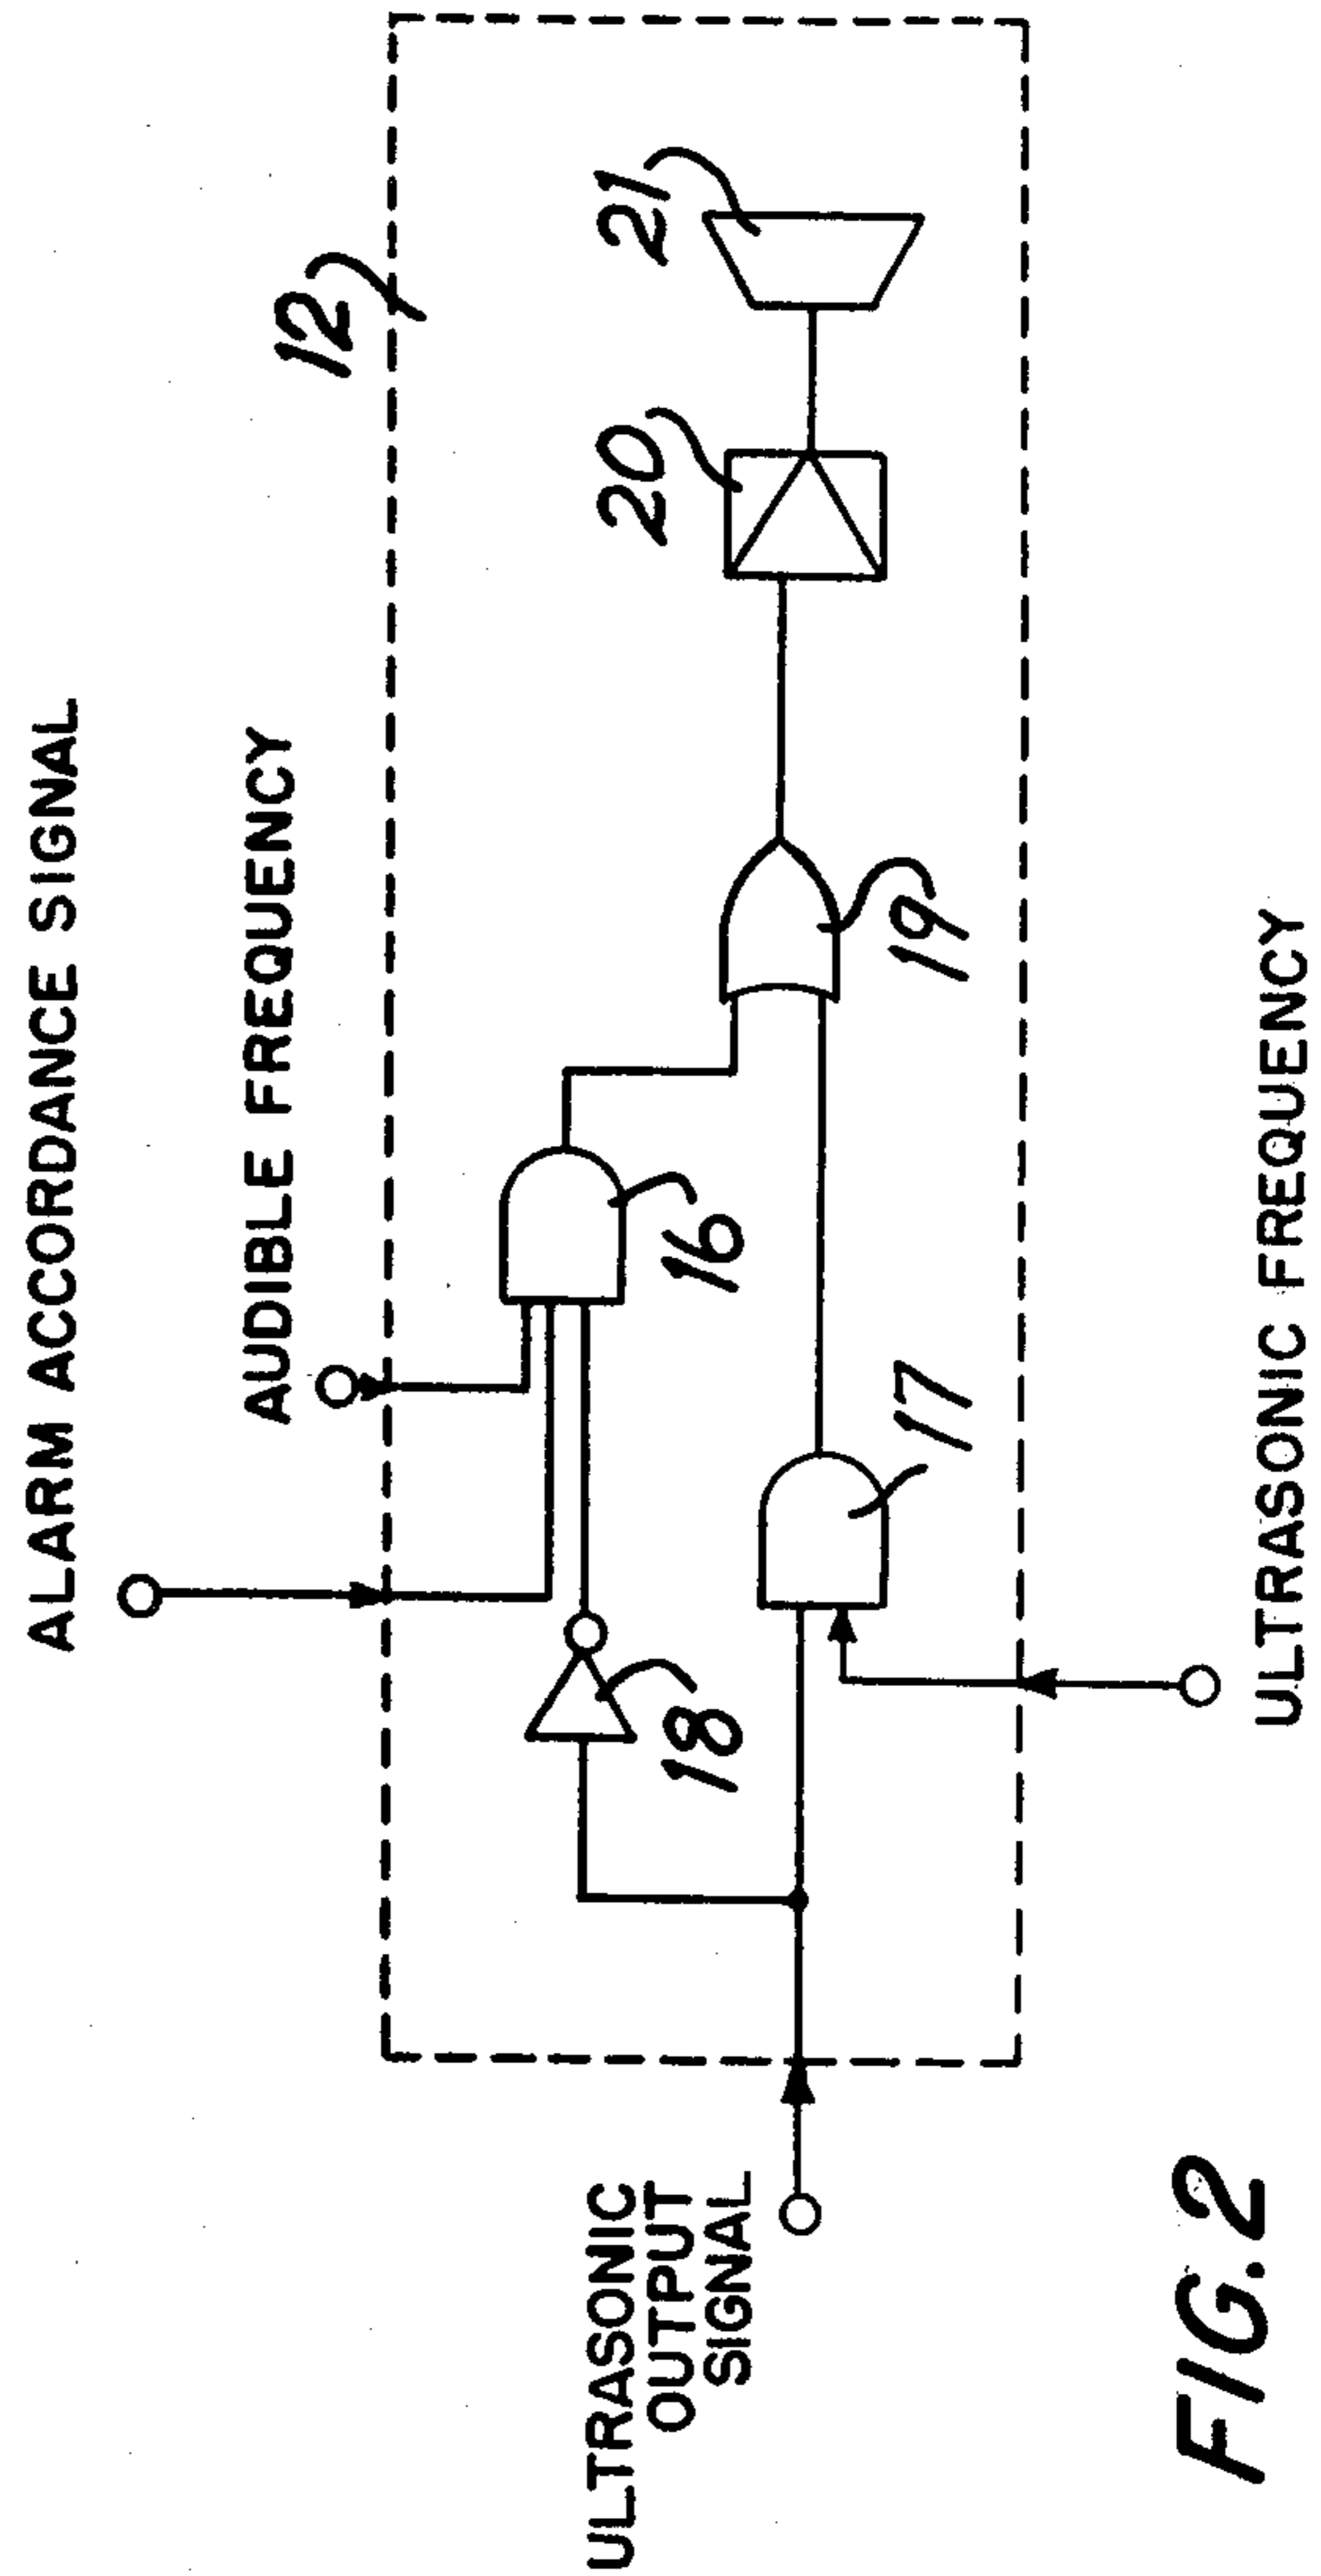 ALARM ACCORDANCE SIGNAL
AUDIBLE FREQUENCY
12
21
20
19
16
18
17
ULTRASONIC
OUTPUT
SIGNAL
ULTRASONIC FREQUENCY
FIG. 2